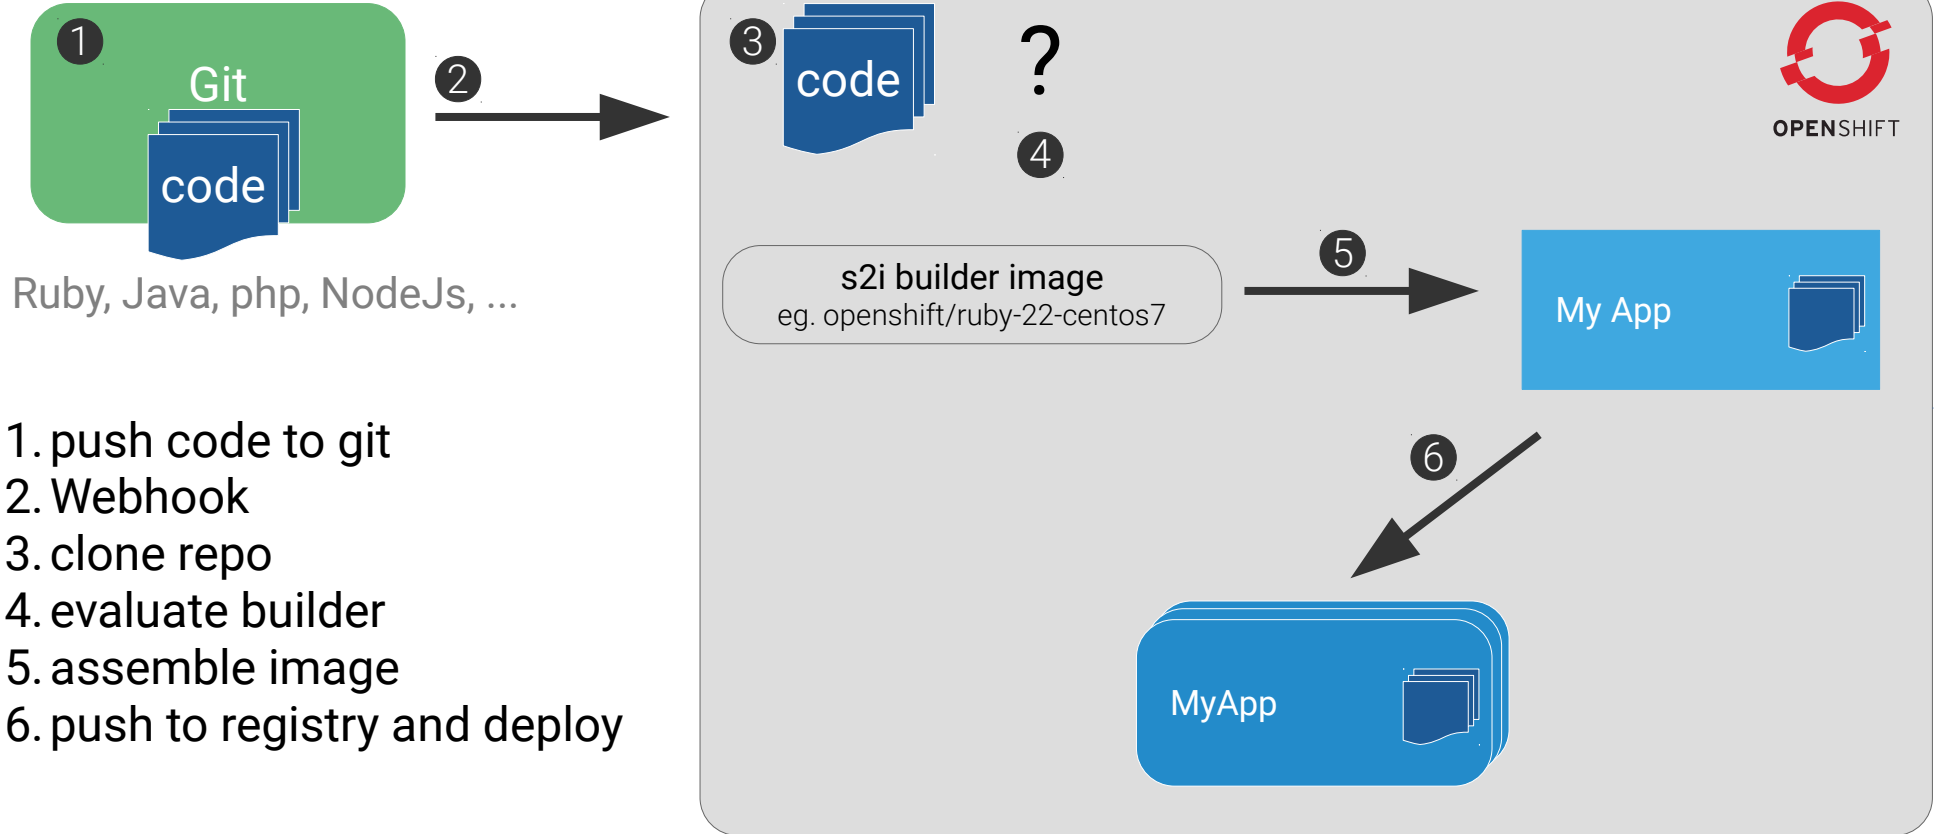 1
Git
code
Ruby, Java, php, NodeJs, ...
2
3
code
?
4
OPENSHIFT
s2i builder image
eg. openshift/ruby-22-centos7
5
My App
6
MyApp
1. push code to git
2. Webhook
3. clone repo
4. evaluate builder
5. assemble image
6. push to registry and deploy